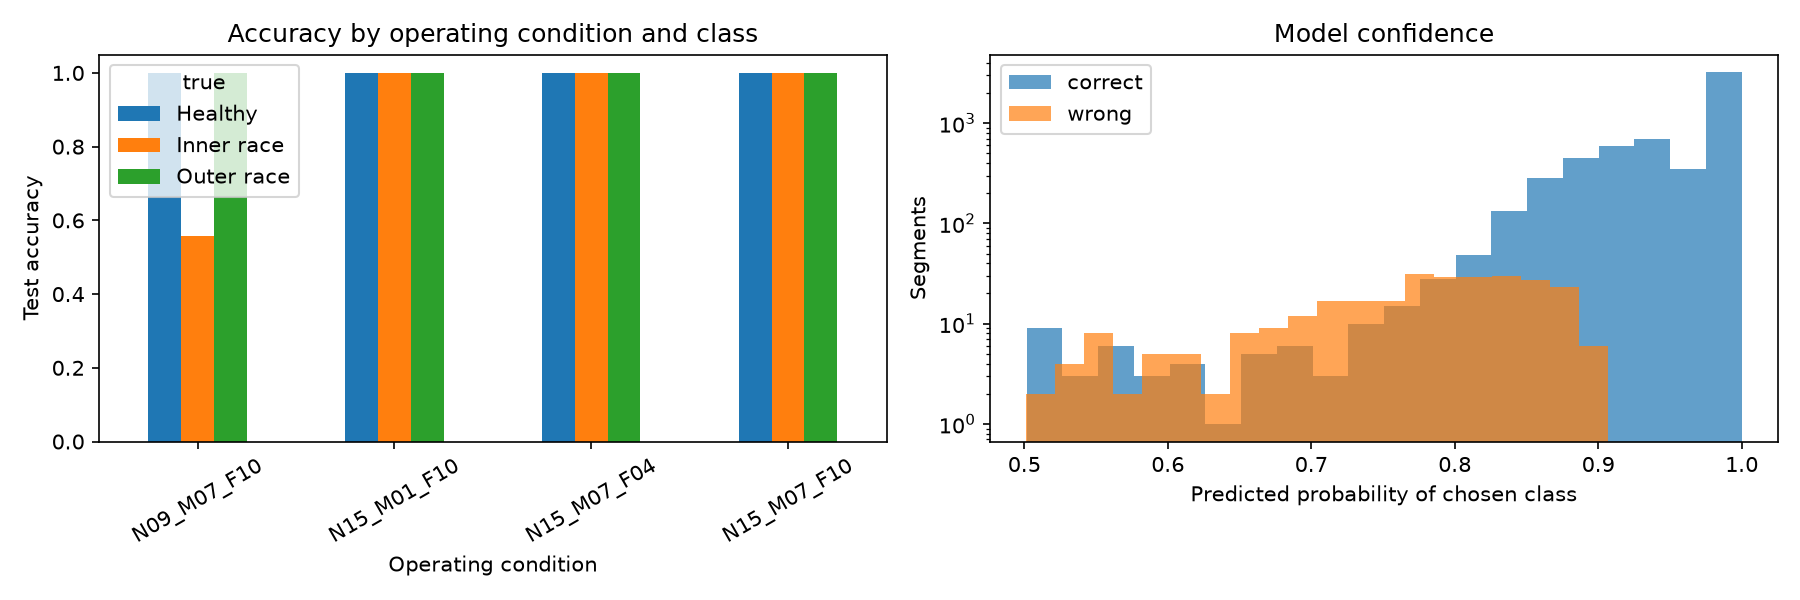 Accuracy by operating condition and class
true
Healthy
Inner race
Outer race
1.0
0.8
0.6
0.4
0.2
0.0
Test accuracy
N09_M07_F10
N15_M01_F10
N15_M07_F04
N15_M07_F10
Operating condition
Model confidence
correct
wrong
10³
10²
10¹
10⁰
Segments
0.5 0.6 0.7 0.8 0.9 1.0
Predicted probability of chosen class